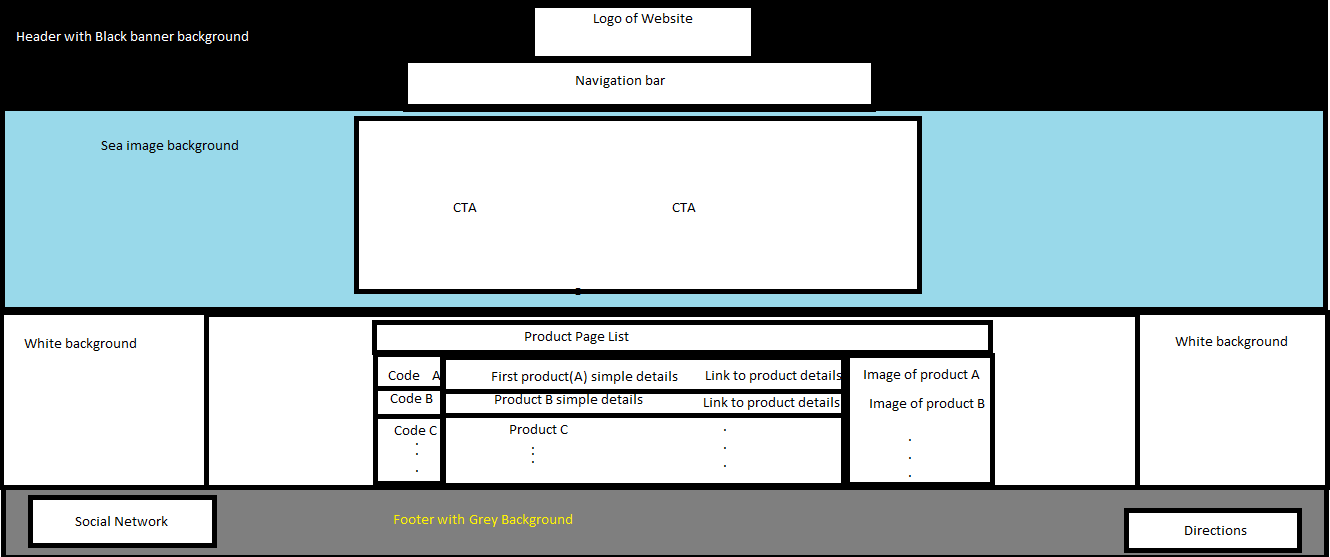 Logo of Website
Header with Black banner background
Navigation bar
Sea image background
CTA CTA
Product Page List
White background White background
Code A First product(A) simple details Link to product details Image of product A
Code B Product B simple details Link to product details Image of product B
Code C Product C
Social Network Footer with Grey Background Directions